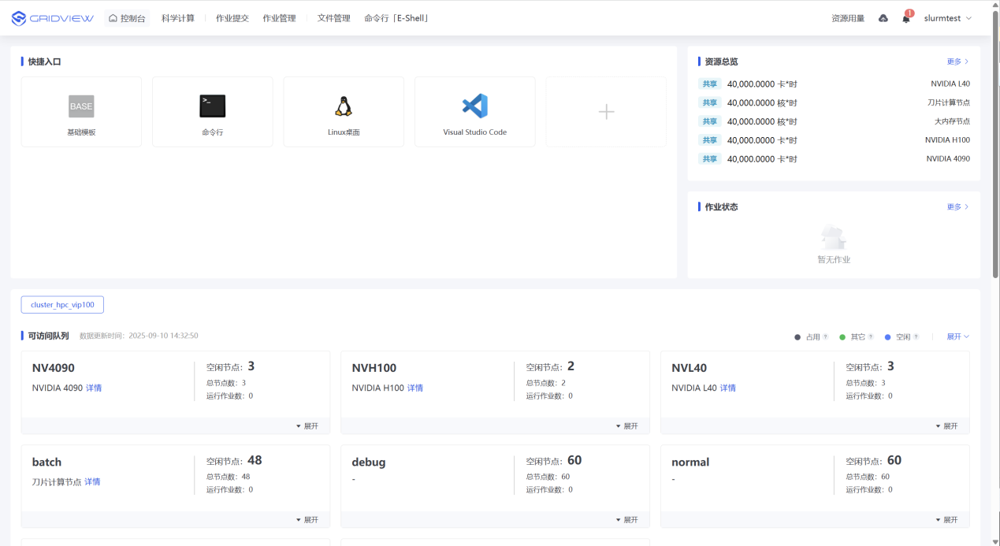 GRIDVIEW 控制台 科学计算 作业提交 作业管理 文件管理 命令行「E-Shell」 资源用量 1 slurmtest
快捷入口
BASE
基础模板
>_
命令行
Linux桌面
Visual Studio Code
资源总览 更多
共享 40,000.0000 卡*时 NVIDIA L40
共享 40,000.0000 核*时 刀片计算节点
共享 40,000.0000 核*时 大内存节点
共享 40,000.0000 卡*时 NVIDIA H100
共享 40,000.0000 卡*时 NVIDIA 4090
作业状态 更多
暂无作业
cluster_hpc_vip100
可访问队列 数据更新时间：2025-09-10 14:32:50 占用 ? 其它 ? 空闲 ? 展开
NV4090
NVIDIA 4090 详情
空闲节点：3
总节点数：3
运行作业数：0
展开
NVH100
NVIDIA H100 详情
空闲节点：2
总节点数：2
运行作业数：0
展开
NVL40
NVIDIA L40 详情
空闲节点：3
总节点数：3
运行作业数：0
展开
batch
刀片计算节点 详情
空闲节点：48
总节点数：48
运行作业数：0
展开
debug
-
空闲节点：60
总节点数：60
运行作业数：0
展开
normal
-
空闲节点：60
总节点数：60
运行作业数：0
展开